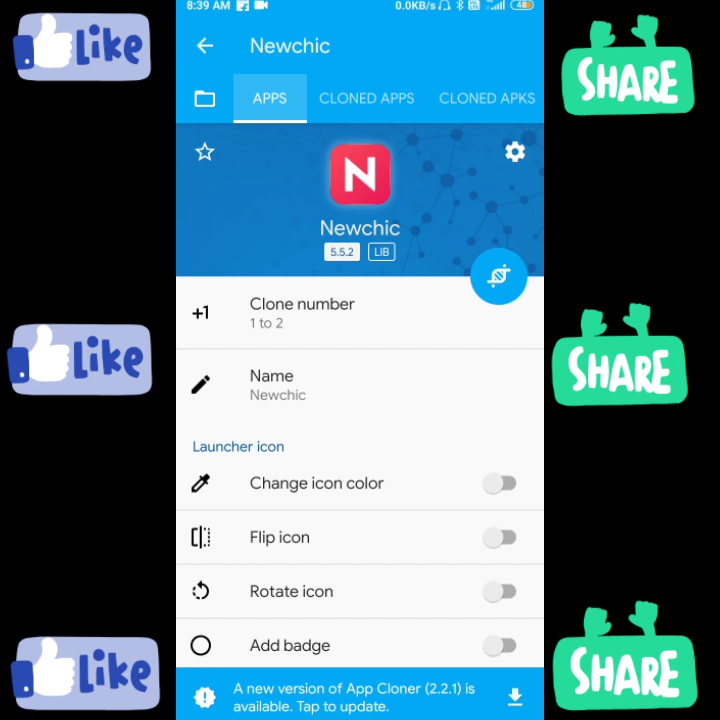 8:39 AM 0.0KB/s 48
Newchic
APPS CLONED APPS CLONED APKS
N
Newchic
5.5.2 LIB
+1 Clone number
1 to 2
Name
Newchic
Launcher icon
Change icon color
Flip icon
Rotate icon
Add badge
A new version of App Cloner (2.2.1) is
available. Tap to update.
Like
SHARE
Like
SHARE
Like
SHARE